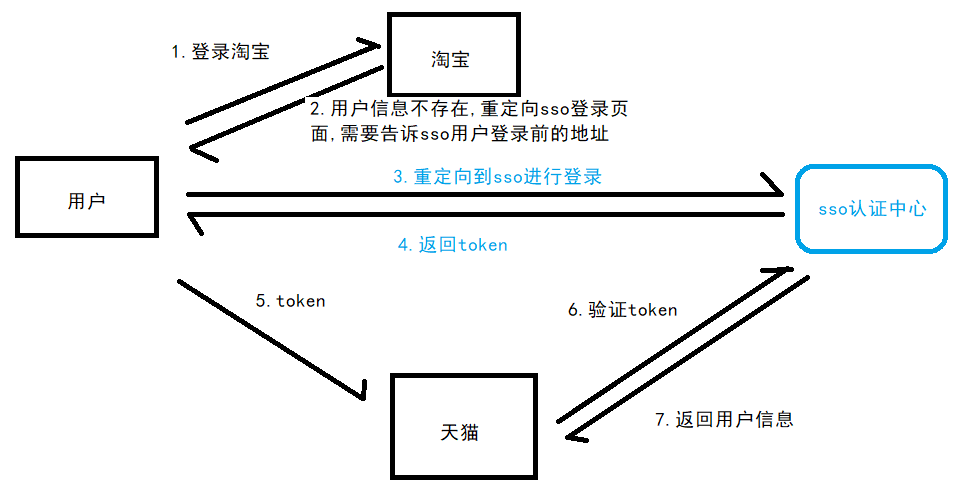 1.登录淘宝
淘宝
2.用户信息不存在,重定向sso登录页
面,需要告诉sso用户登录前的地址
3.重定向到sso进行登录
用户
sso认证中心
4.返回token
5.token
6.验证token
7.返回用户信息
天猫